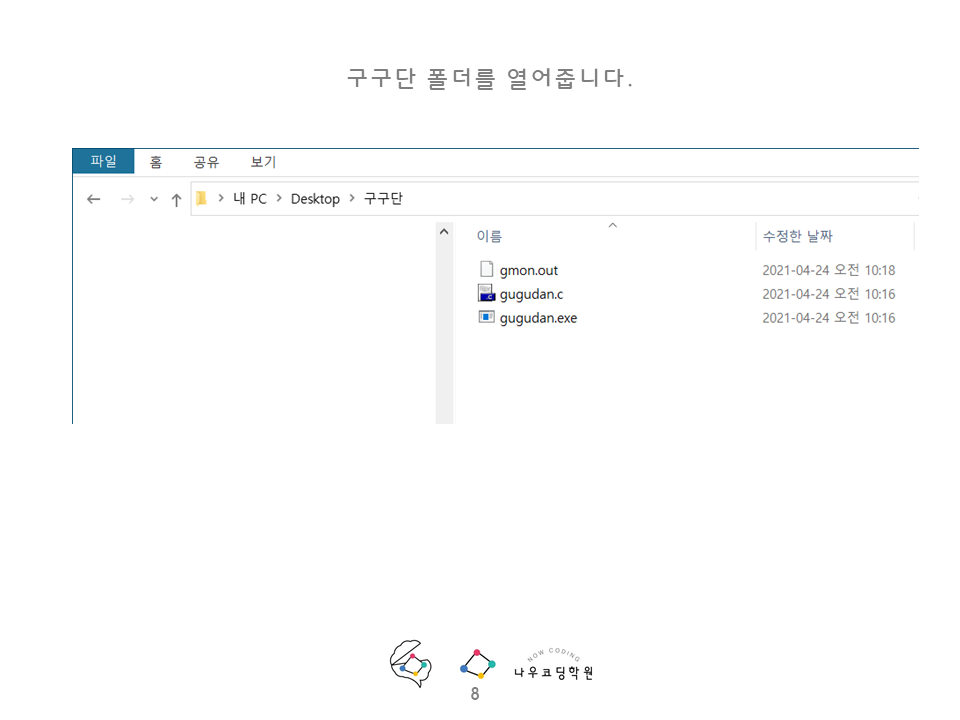 구구단 폴더를 열어줍니다.
파일 홈 공유 보기
내 PC > Desktop > 구구단
이름 수정한 날짜
gmon.out 2021-04-24 오전 10:18
gugudan.c 2021-04-24 오전 10:16
gugudan.exe 2021-04-24 오전 10:16
NOW CODING
나우코딩학원
8